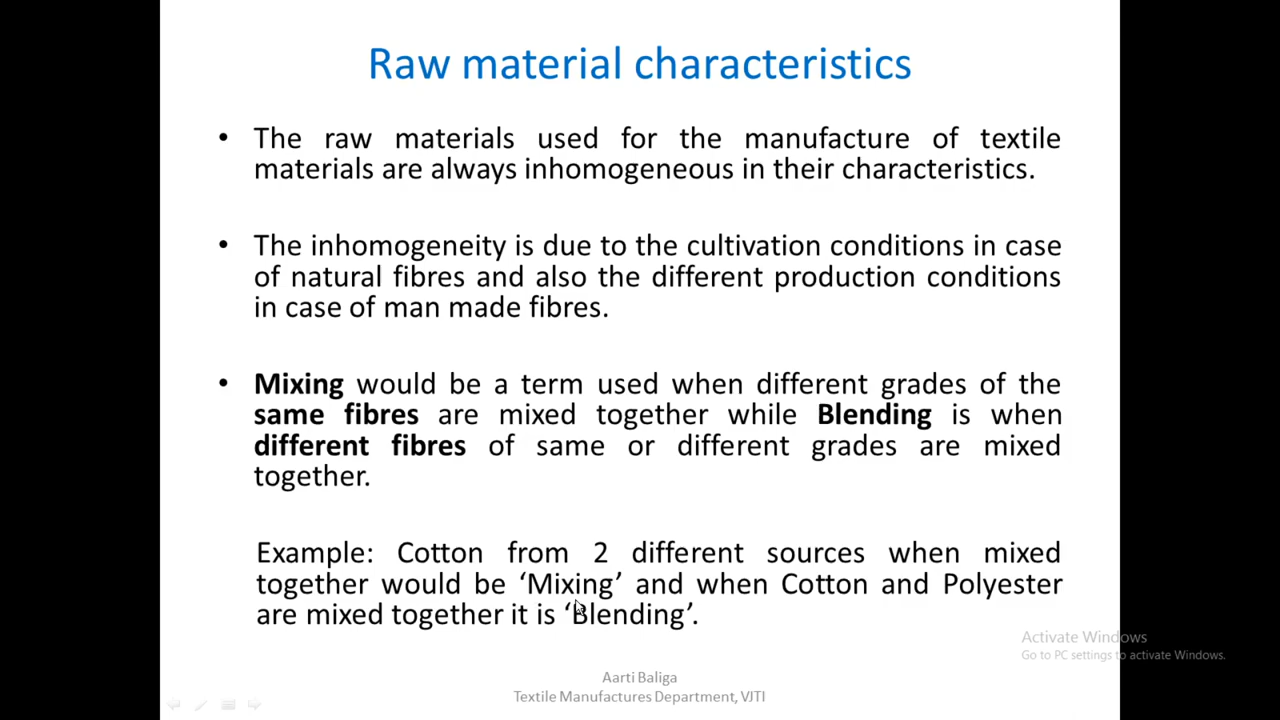 Raw material characteristics
• The raw materials used for the manufacture of textile
materials are always inhomogeneous in their characteristics.
• The inhomogeneity is due to the cultivation conditions in case
of natural fibres and also the different production conditions
in case of man made fibres.
• Mixing would be a term used when different grades of the
same fibres are mixed together while Blending is when
different fibres of same or different grades are mixed
together.
Example: Cotton from 2 different sources when mixed
together would be ‘Mixing’ and when Cotton and Polyester
are mixed together it is ‘Blending’.
Activate Windows
Go to PC settings to activate Windows.
Aarti Baliga
Textile Manufactures Department, VJTI